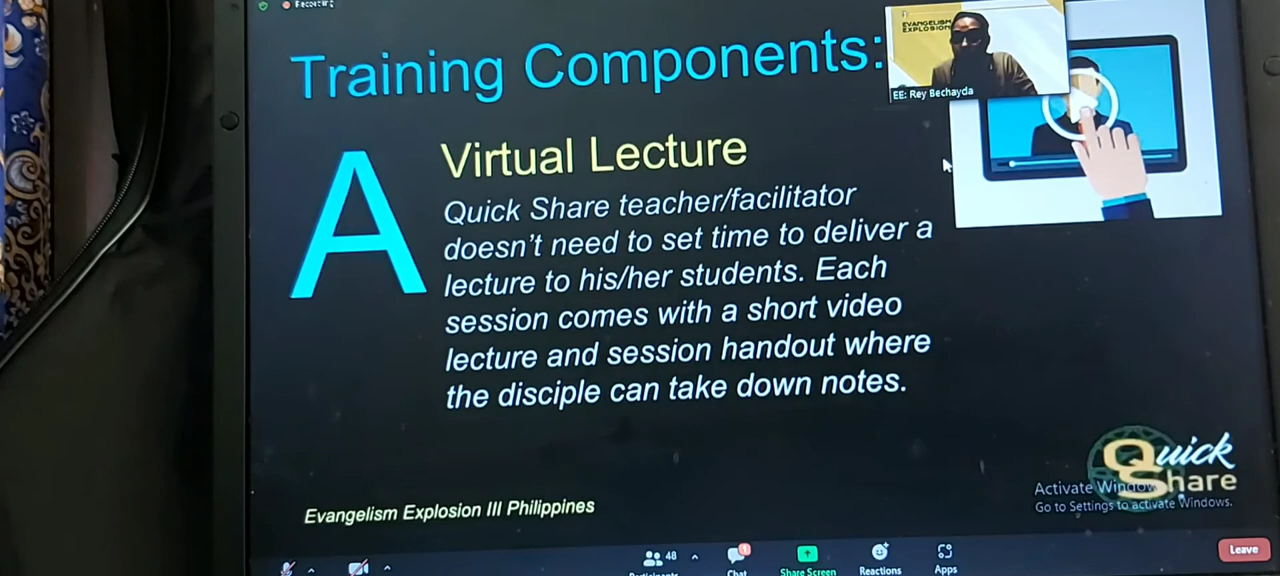 Recording
Training Components:
EVANGELISM
EXPLOSION
EE: Rey Bechayda
A
Virtual Lecture
Quick Share teacher/facilitator
doesn't need to set time to deliver a
lecture to his/her students. Each
session comes with a short video
lecture and session handout where
the disciple can take down notes.
Quick
Share
Activate Windows
Go to Settings to activate Windows.
Evangelism Explosion III Philippines
48
1
Participants
Chat
Share Screen
Reactions
Apps
Leave